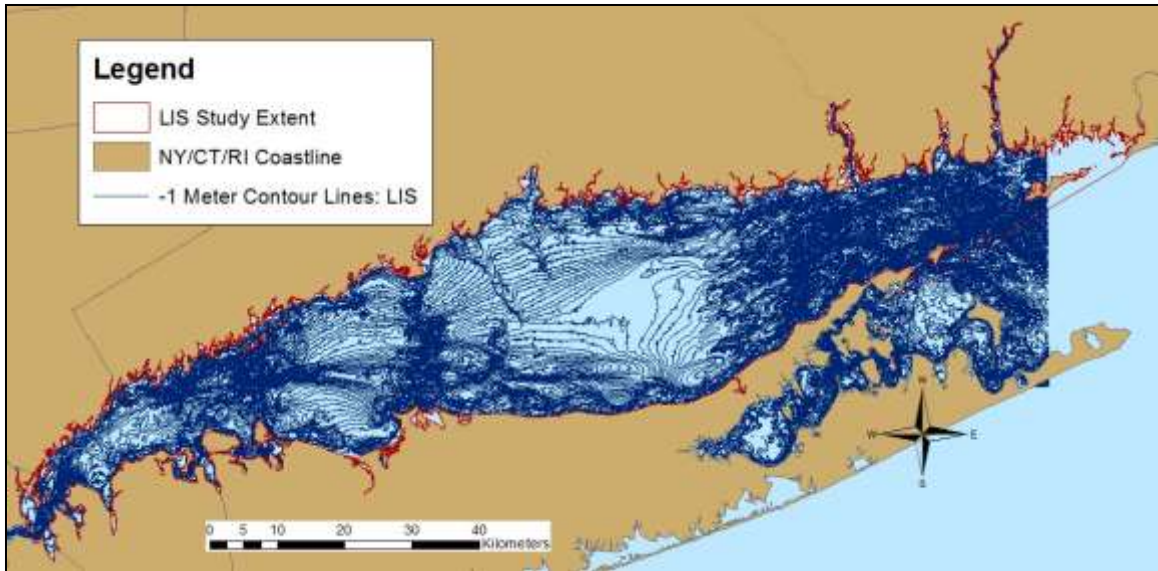 Legend
LIS Study Extent
NY/CT/RI Coastline
-1 Meter Contour Lines: LIS
N
W
E
S
0 5 10 20 30 40
Kilometers